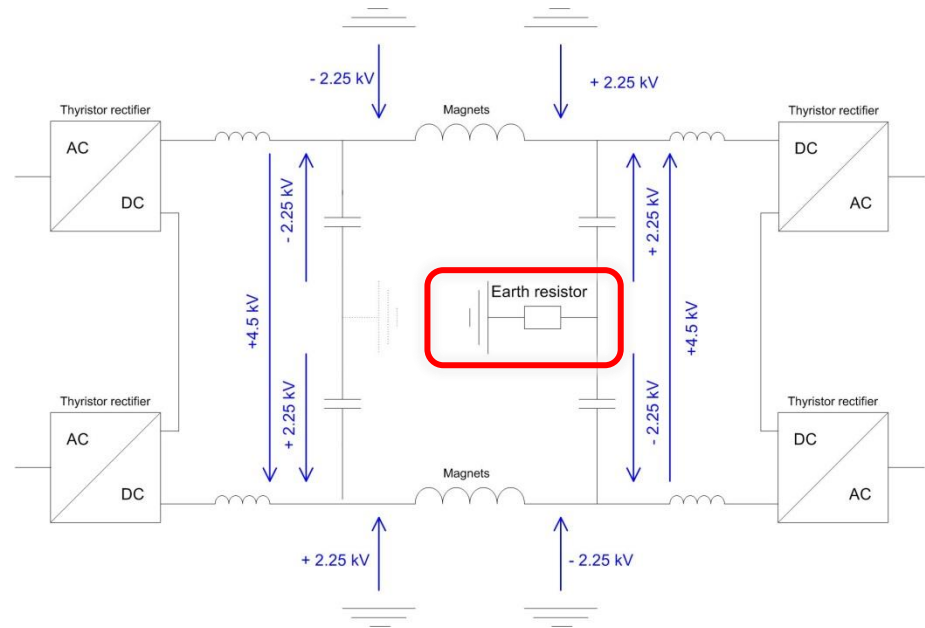 - 2.25 kV
+ 2.25 kV
Thyristor rectifier
Magnets
Thyristor rectifier
AC
DC
DC
AC
- 2.25 kV
+ 2.25 kV
Earth resistor
+4.5 kV
+4.5 kV
+ 2.25 kV
- 2.25 kV
Thyristor rectifier
Thyristor rectifier
AC
DC
DC
AC
Magnets
+ 2.25 kV
- 2.25 kV